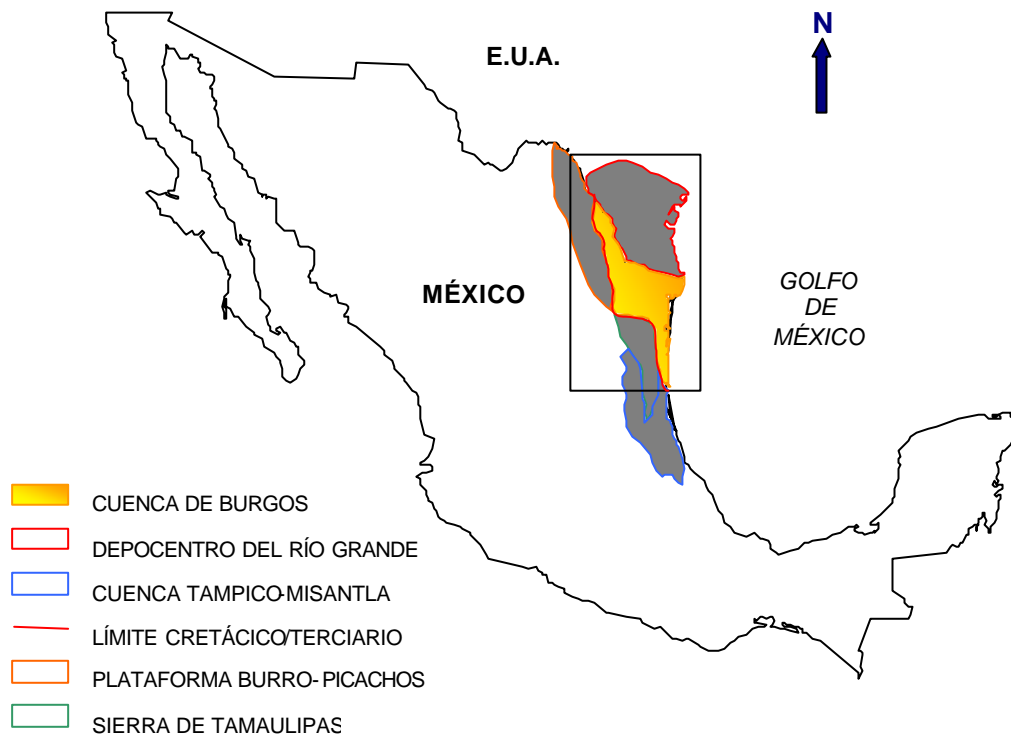 N
E.U.A.
MÉXICO
GOLFO
DE
MÉXICO
CUENCA DE BURGOS
DEPOCENTRO DEL RÍO GRANDE
CUENCA TAMPICO-MISANTLA
LÍMITE CRETÁCICO/TERCIARIO
PLATAFORMA BURRO-PICACHOS
SIERRA DE TAMAULIPAS